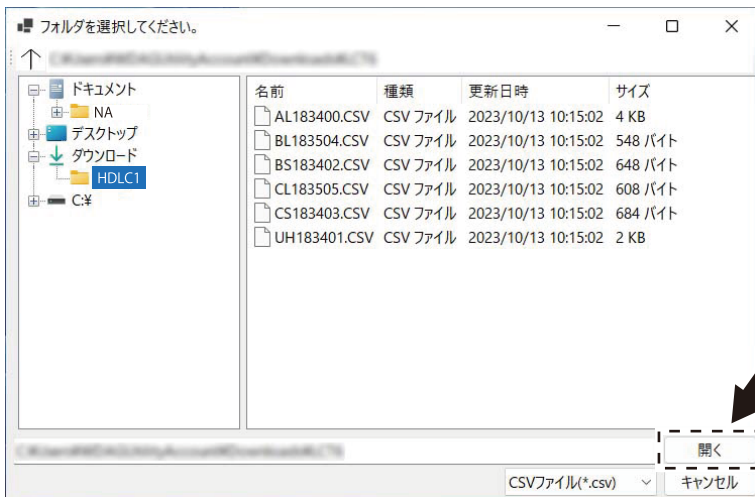 フォルダを選択してください。
ドキュメント
NA
デスクトップ
ダウンロード
HDLC1
C:¥
名前 種類 更新日時 サイズ
AL183400.CSV CSV ファイル 2023/10/13 10:15:02 4 KB
BL183504.CSV CSV ファイル 2023/10/13 10:15:02 548 バイト
BS183402.CSV CSV ファイル 2023/10/13 10:15:02 648 バイト
CL183505.CSV CSV ファイル 2023/10/13 10:15:02 608 バイト
CS183403.CSV CSV ファイル 2023/10/13 10:15:02 684 バイト
UH183401.CSV CSV ファイル 2023/10/13 10:15:02 2 KB
開く
CSVファイル(*.csv) キャンセル